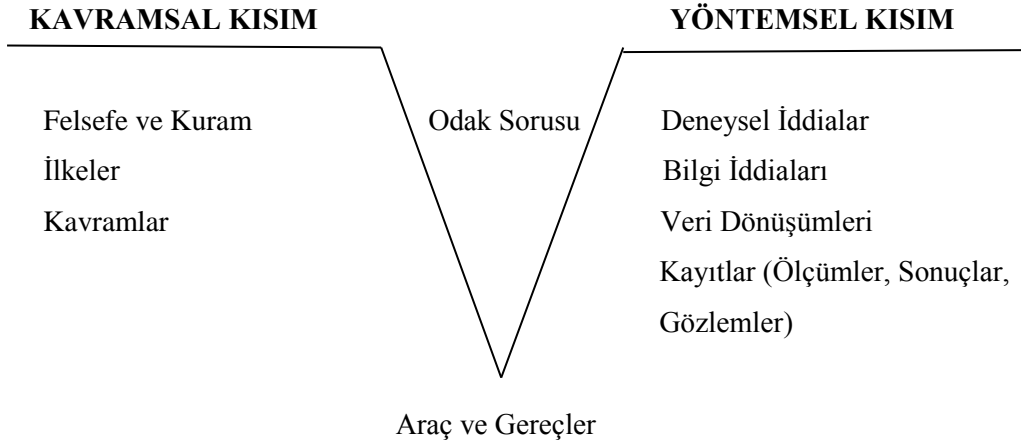 KAVRAMSAL KISIM
YÖNTEMSEL KISIM
Felsefe ve Kuram
İlkeler
Kavramlar
Odak Sorusu
Deneysel İddialar
Bilgi İddiaları
Veri Dönüşümleri
Kayıtlar (Ölçümler, Sonuçlar,
Gözlemler)
Araç ve Gereçler